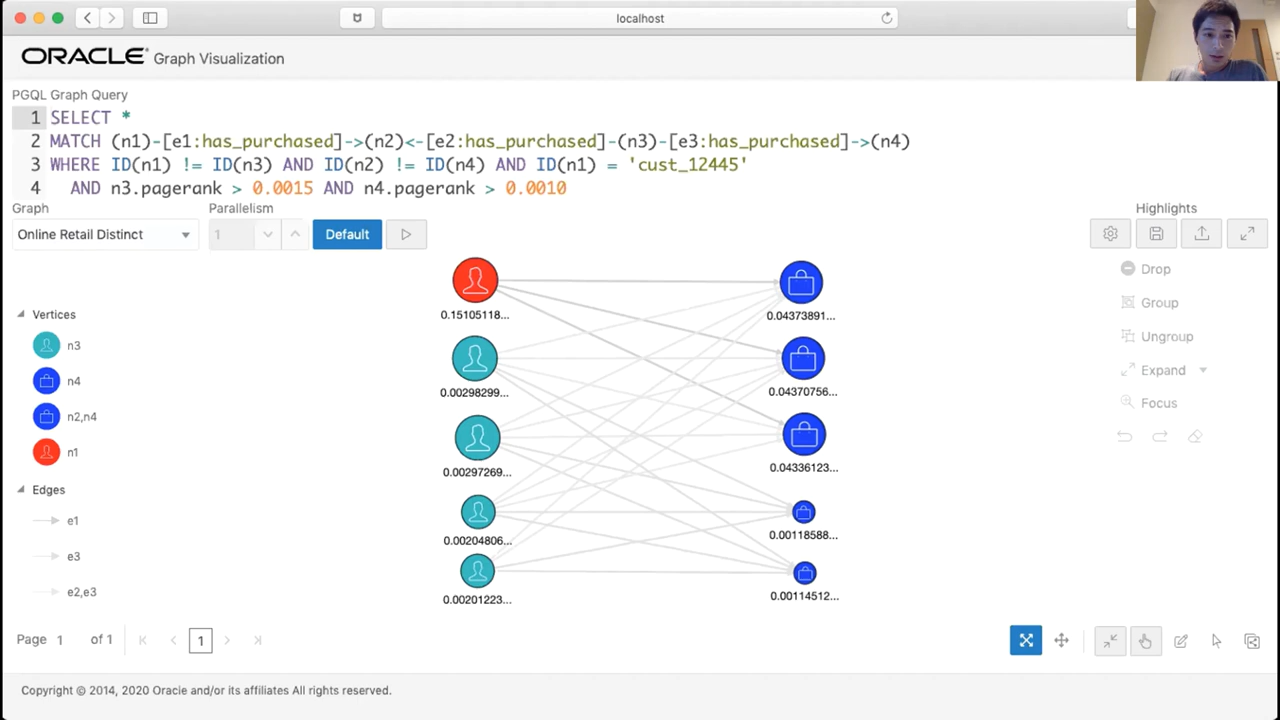 localhost
ORACLE® Graph Visualization
PGQL Graph Query
1 SELECT *
2 MATCH (n1)-[e1:has_purchased]->(n2)<-[e2:has_purchased]-(n3)-[e3:has_purchased]->(n4)
3 WHERE ID(n1) != ID(n3) AND ID(n2) != ID(n4) AND ID(n1) = 'cust_12445'
4 AND n3.pagerank > 0.0015 AND n4.pagerank > 0.0010
Graph Parallelism Highlights
Online Retail Distinct 1 Default
Drop
Group
Ungroup
Expand
Focus
Vertices
n3
n4
n2,n4
n1
Edges
e1
e3
e2,e3
0.15105118... 0.04373891...
0.00298299... 0.04370756...
0.00297269... 0.04336123...
0.00204806... 0.00118588...
0.00201223... 0.00114512...
Page 1 of 1 1
Copyright © 2014, 2020 Oracle and/or its affiliates All rights reserved.